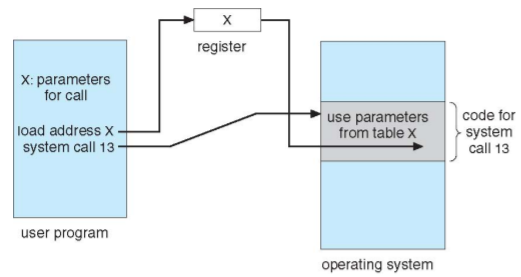 X
register
X: parameters
for call
load address X
system call 13
user program
use parameters
from table X
code for
system
call 13
operating system